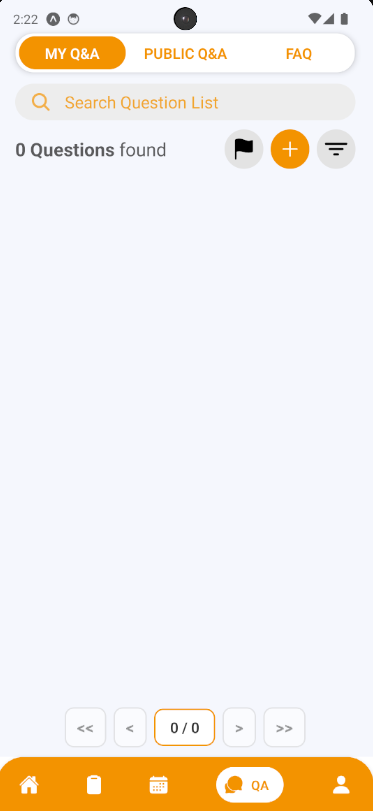 2:22
MY Q&A PUBLIC Q&A FAQ
Search Question List
0 Questions found
<< < 0 / 0 > >>
QA